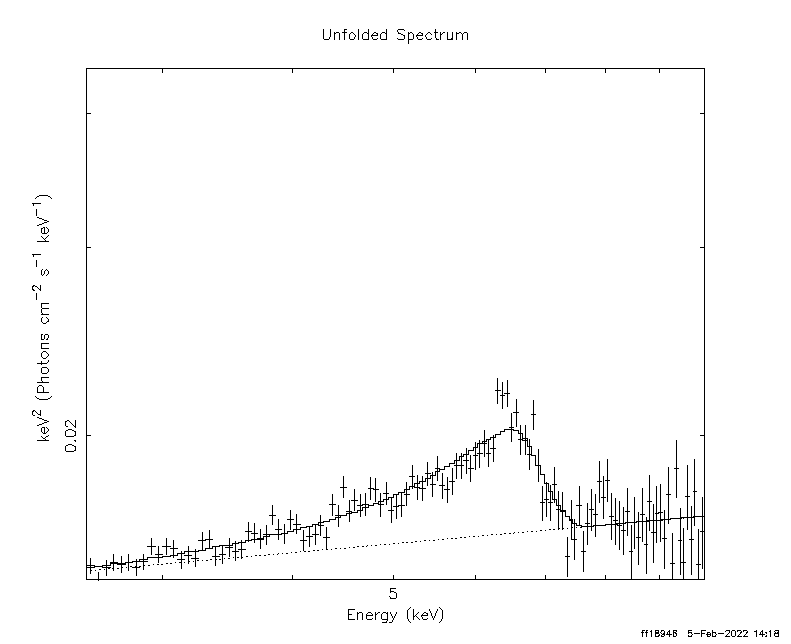 Unfolded Spectrum
keV² (Photons cm⁻² s⁻¹ keV⁻¹)
0.02
5
Energy (keV)
ff18946 5-Feb-2022 14:18